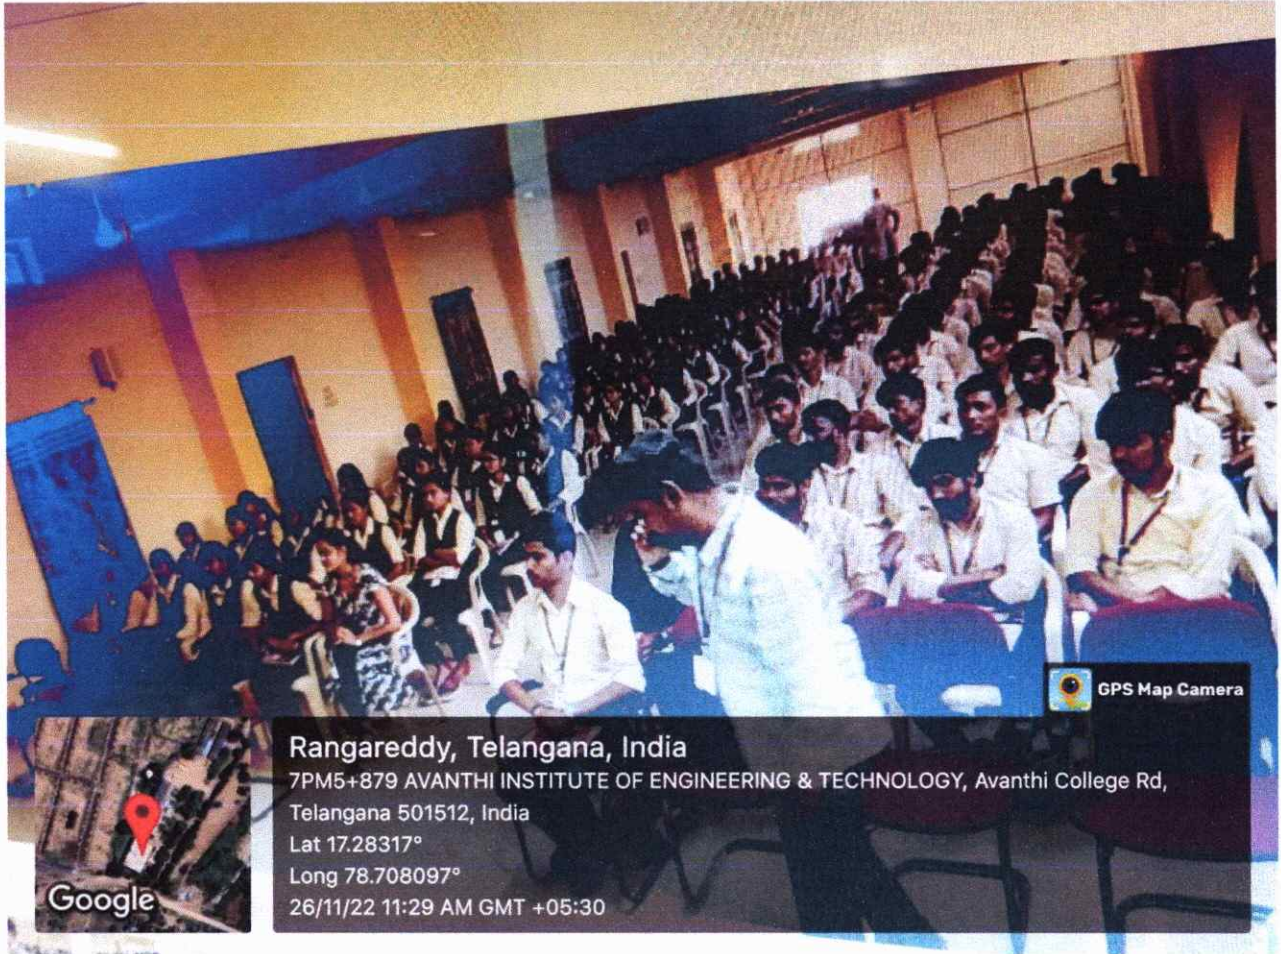 GPS Map Camera
Rangareddy, Telangana, India
7PM5+879 AVANTHI INSTITUTE OF ENGINEERING & TECHNOLOGY, Avanthi College Rd,
Telangana 501512, India
Lat 17.28317°
Long 78.708097°
26/11/22 11:29 AM GMT +05:30
Google